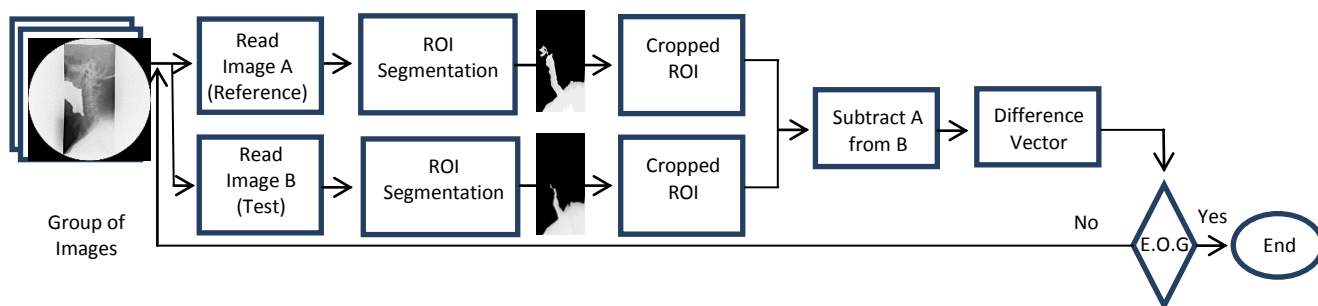 Read
Image A
(Reference)
ROI
Segmentation
Cropped
ROI
Read
Image B
(Test)
ROI
Segmentation
Cropped
ROI
Subtract A
from B
Difference
Vector
Group of
Images
No
E.O.G
Yes
End